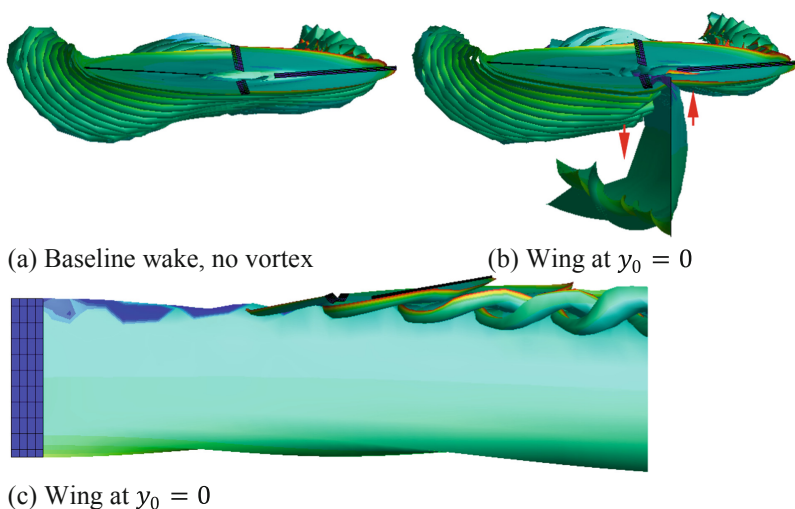 (a) Baseline wake, no vortex
(b) Wing at y₀ = 0
(c) Wing at y₀ = 0